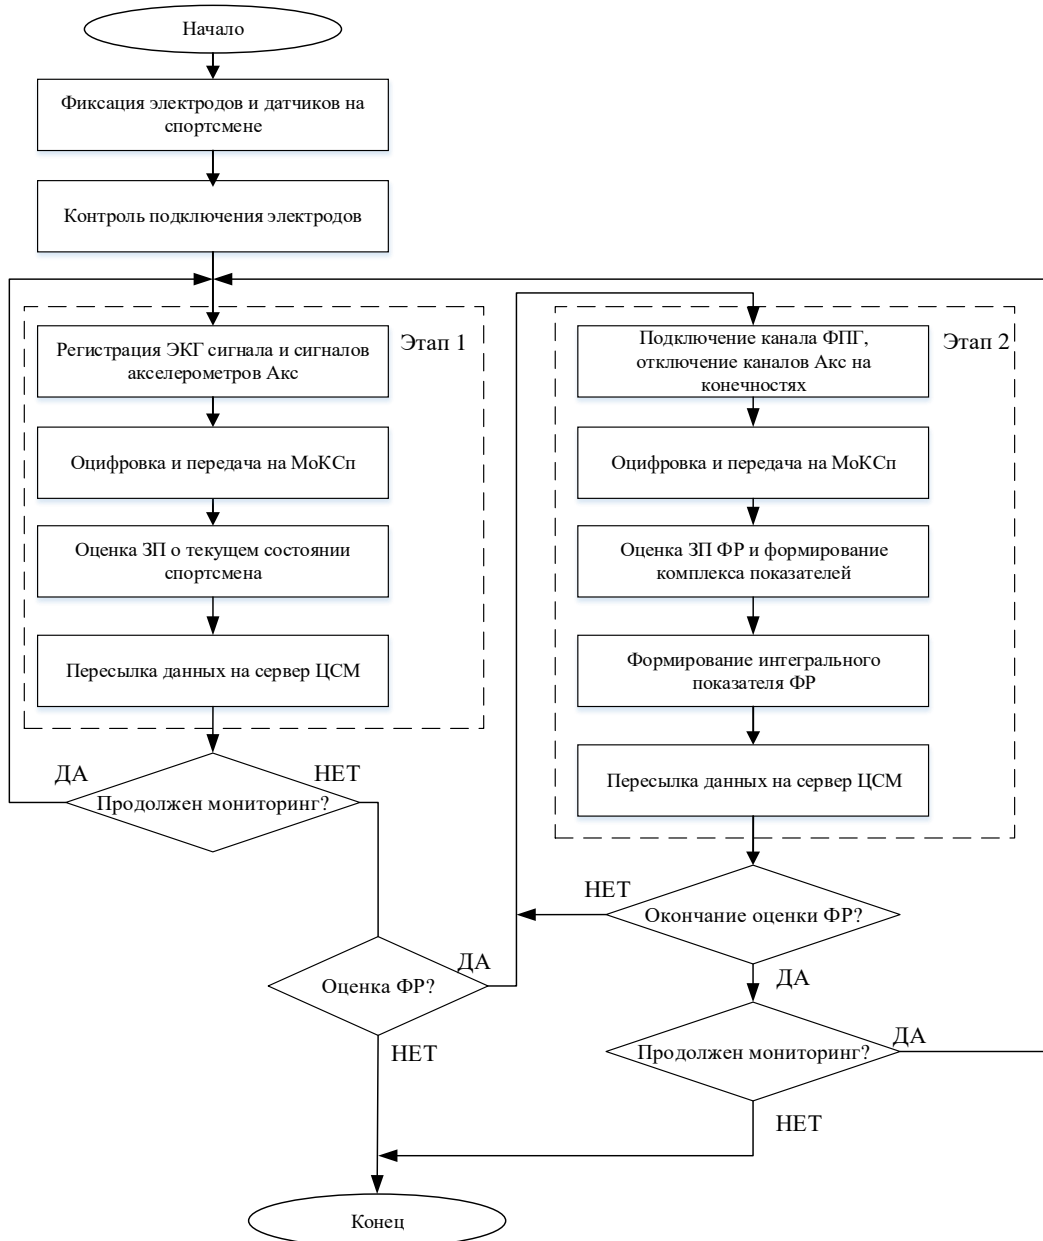 Начало
Фиксация электродов и датчиков на
спортсмене
Контроль подключения электродов
Этап 1
Регистрация ЭКГ сигнала и сигналов
акселерометров Акс
Оцифровка и передача на МоКСп
Оценка ЗП о текущем состоянии
спортсмена
Пересылка данных на сервер ЦСМ
ДА
НЕТ
Продолжен мониторинг?
Оценка ФР?
ДА
НЕТ
Этап 2
Подключение канала ФПГ,
отключение каналов Акс на
конечностях
Оцифровка и передача на МоКСп
Оценка ЗП ФР и формирование
комплекса показателей
Формирование интегрального
показателя ФР
Пересылка данных на сервер ЦСМ
НЕТ
Окончание оценки ФР?
ДА
Продолжен мониторинг?
ДА
НЕТ
Конец